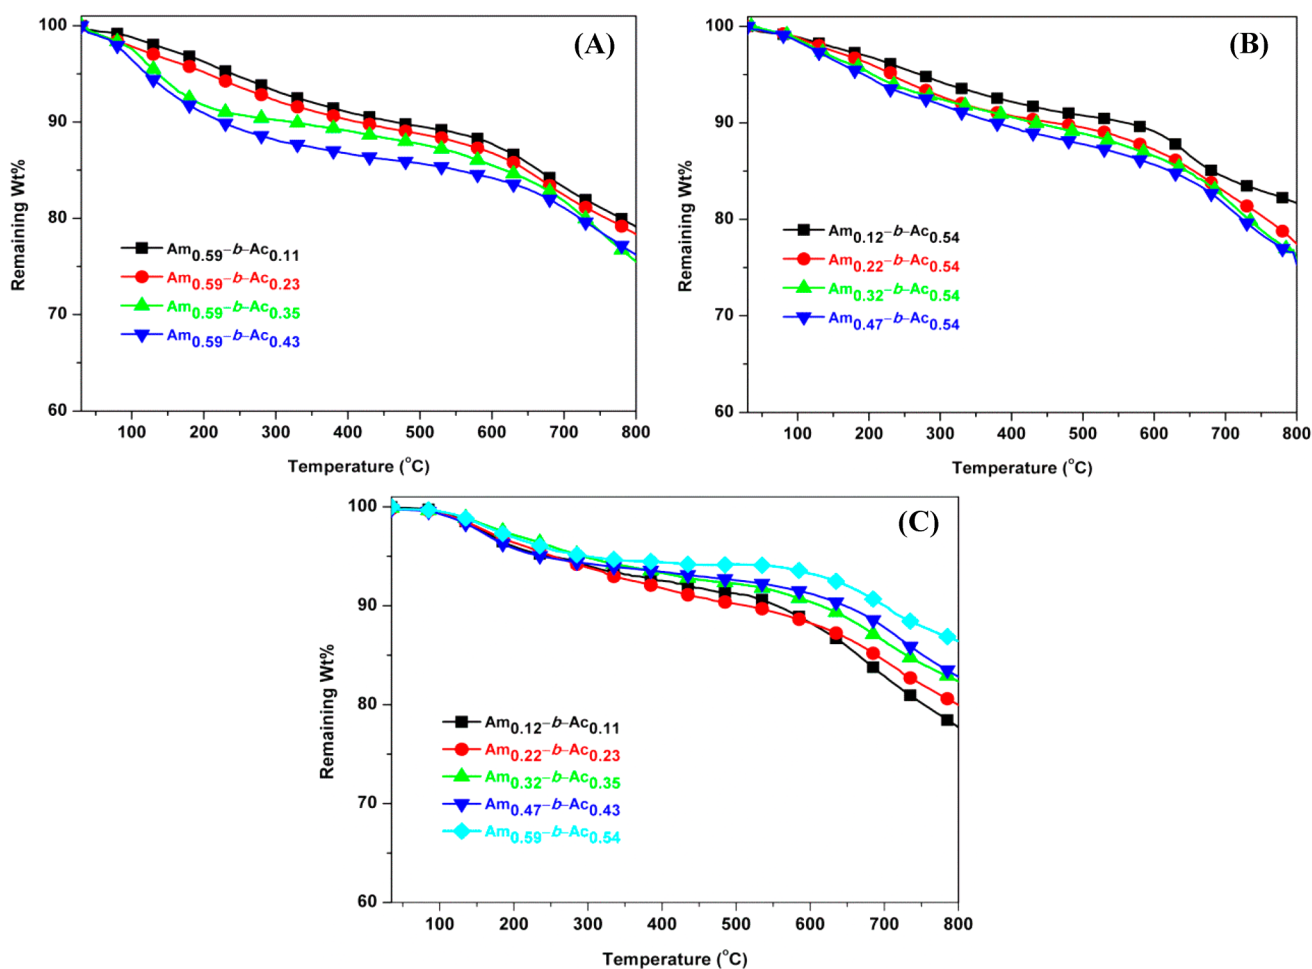 (A)
100
90
80
70
60
Remaining Wt%
Am0.59−b−Ac0.11
Am0.59−b−Ac0.23
Am0.59−b−Ac0.35
Am0.59−b−Ac0.43
100 200 300 400 500 600 700 800
Temperature (oC)
(B)
100
90
80
70
60
Remaining Wt%
Am0.12−b−Ac0.54
Am0.22−b−Ac0.54
Am0.32−b−Ac0.54
Am0.47−b−Ac0.54
100 200 300 400 500 600 700 800
Temperature (oC)
(C)
100
90
80
70
60
Remaining Wt%
Am0.12−b−Ac0.11
Am0.22−b−Ac0.23
Am0.32−b−Ac0.35
Am0.47−b−Ac0.43
Am0.59−b−Ac0.54
100 200 300 400 500 600 700 800
Temperature (oC)